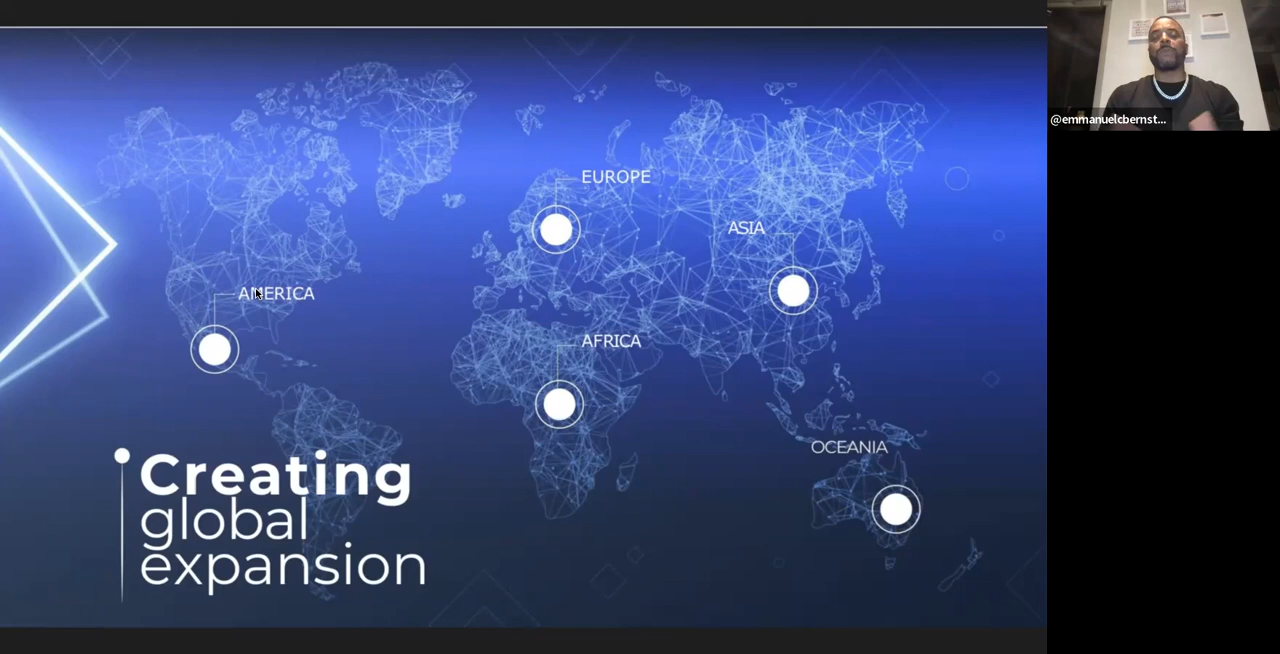 EUROPE
ASIA
AMERICA
AFRICA
OCEANIA
Creating
global
expansion
@emmanuelcbernst...